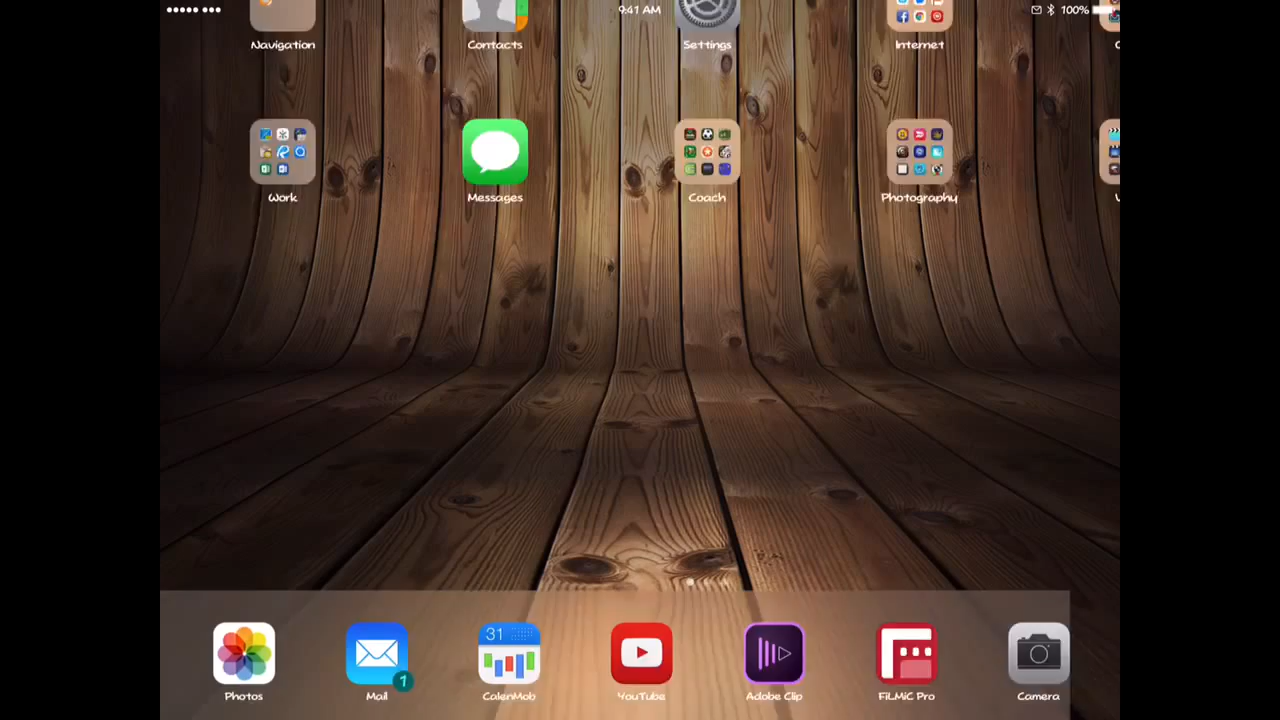 9:41 AM 100%
Navigation Contacts Settings Internet
Work Messages Coach Photography
31
1
Photos Mail CalenMob YouTube Adobe Clip FiLMiC Pro Camera